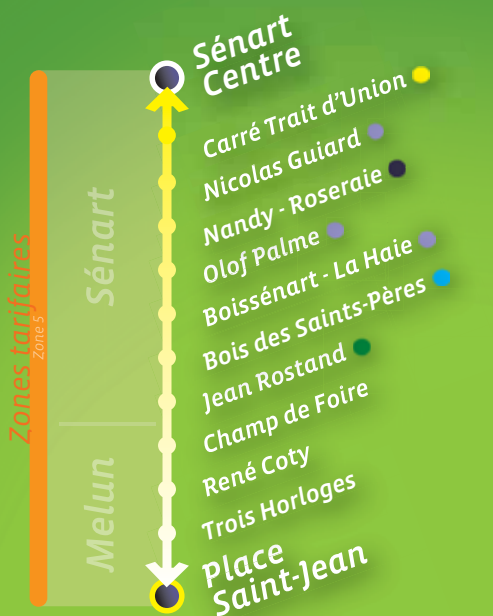 Sénart
Centre
Carré Trait d'Union
Nicolas Guiard
Nandy - Roseraie
Olof Palme
Boissénart - La Haie
Bois des Saints-Pères
Jean Rostand
Champ de Foire
René Coty
Trois Horloges
Place
Saint-Jean
Zones tarifaires
Zone 5
Sénart
Melun